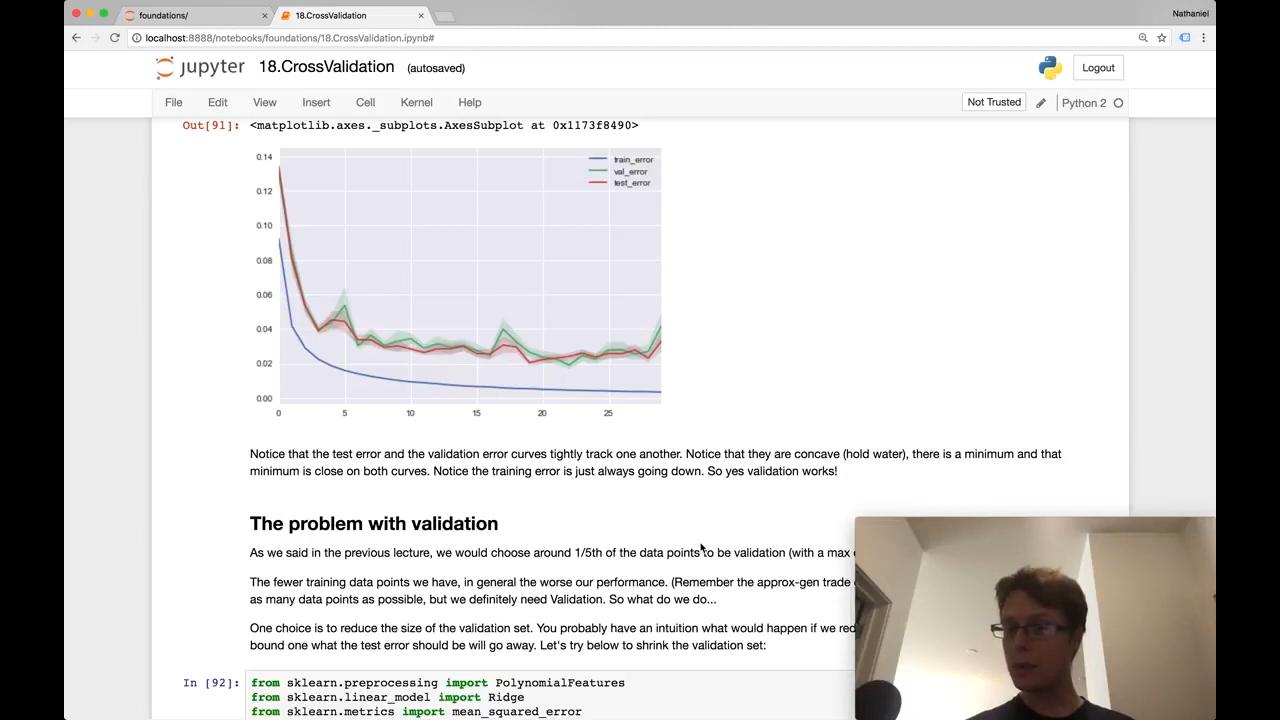 foundations/
18.CrossValidation
Nathaniel
localhost:8888/notebooks/foundations/18.CrossValidation.ipynb#
jupyter 18.CrossValidation (autosaved)
Logout
File Edit View Insert Cell Kernel Help
Not Trusted
Python 2
Out[91]: <matplotlib.axes._subplots.AxesSubplot at 0x1173f8490>
0.14
0.12
0.10
0.08
0.06
0.04
0.02
0.00
0 5 10 15 20 25
train_error
val_error
test_error
Notice that the test error and the validation error curves tightly track one another. Notice that they are concave (hold water), there is a minimum and that
minimum is close on both curves. Notice the training error is just always going down. So yes validation works!
The problem with validation
As we said in the previous lecture, we would choose around 1/5th of the data points to be validation (with a max
The fewer training data points we have, in general the worse our performance. (Remember the approx-gen trade
as many data points as possible, but we definitely need Validation. So what do we do...
One choice is to reduce the size of the validation set. You probably have an intuition what would happen if we red
bound one what the test error should be will go away. Let's try below to shrink the validation set:
In [92]: from sklearn.preprocessing import PolynomialFeatures
from sklearn.linear_model import Ridge
from sklearn.metrics import mean_squared_error